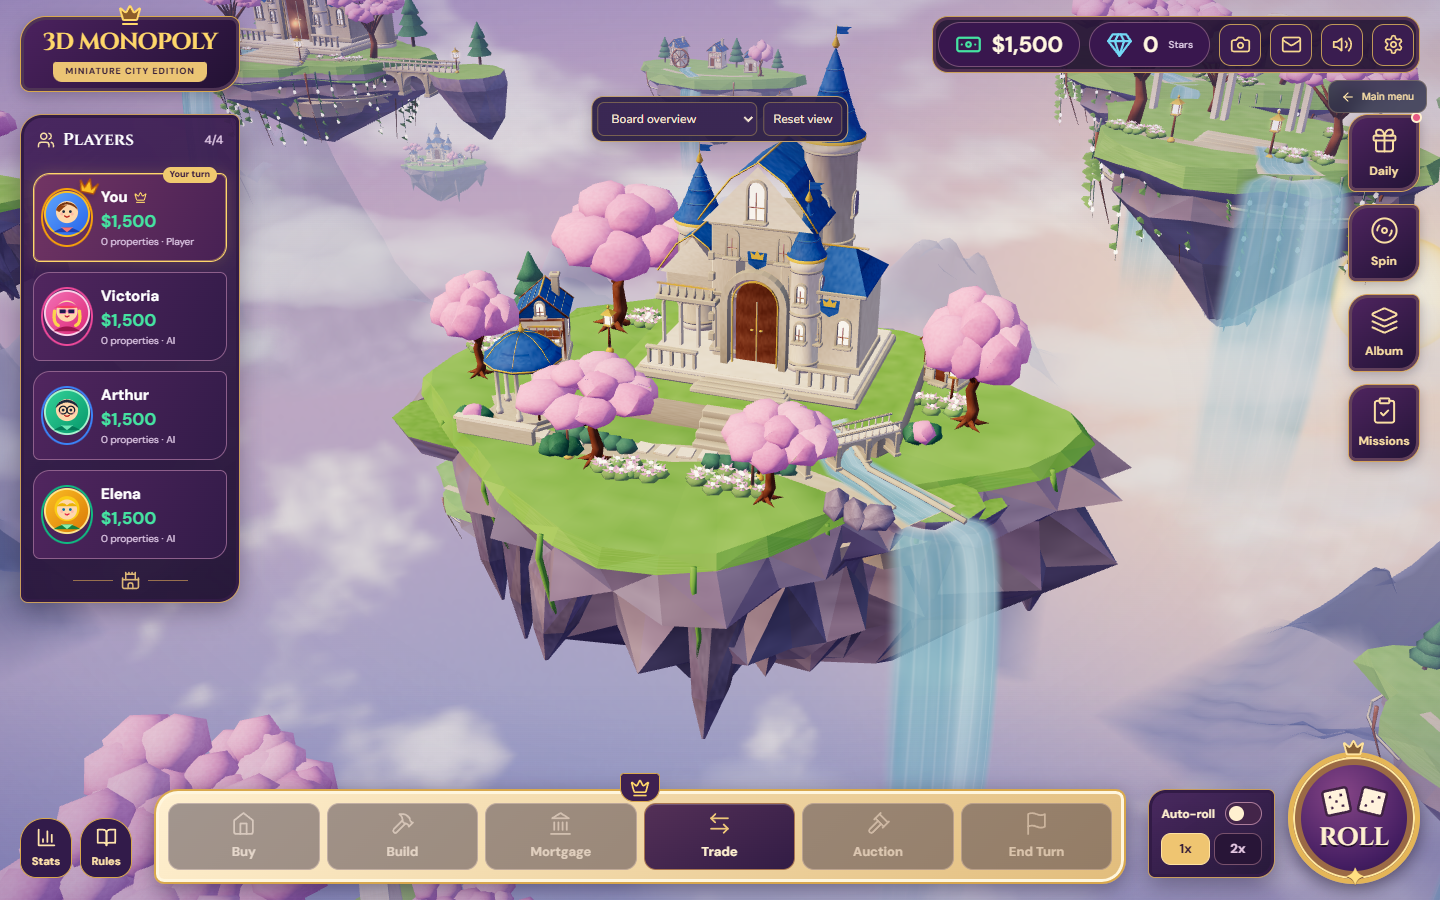 3D MONOPOLY
MINIATURE CITY EDITION
$1,500
0 Stars
Main menu
Board overview
Reset view
PLAYERS 4/4
Your turn
You
$1,500
0 properties · Player
Victoria
$1,500
0 properties · AI
Arthur
$1,500
0 properties · AI
Elena
$1,500
0 properties · AI
Daily
Spin
Album
Missions
Stats
Rules
Buy
Build
Mortgage
Trade
Auction
End Turn
Auto-roll
1x
2x
ROLL